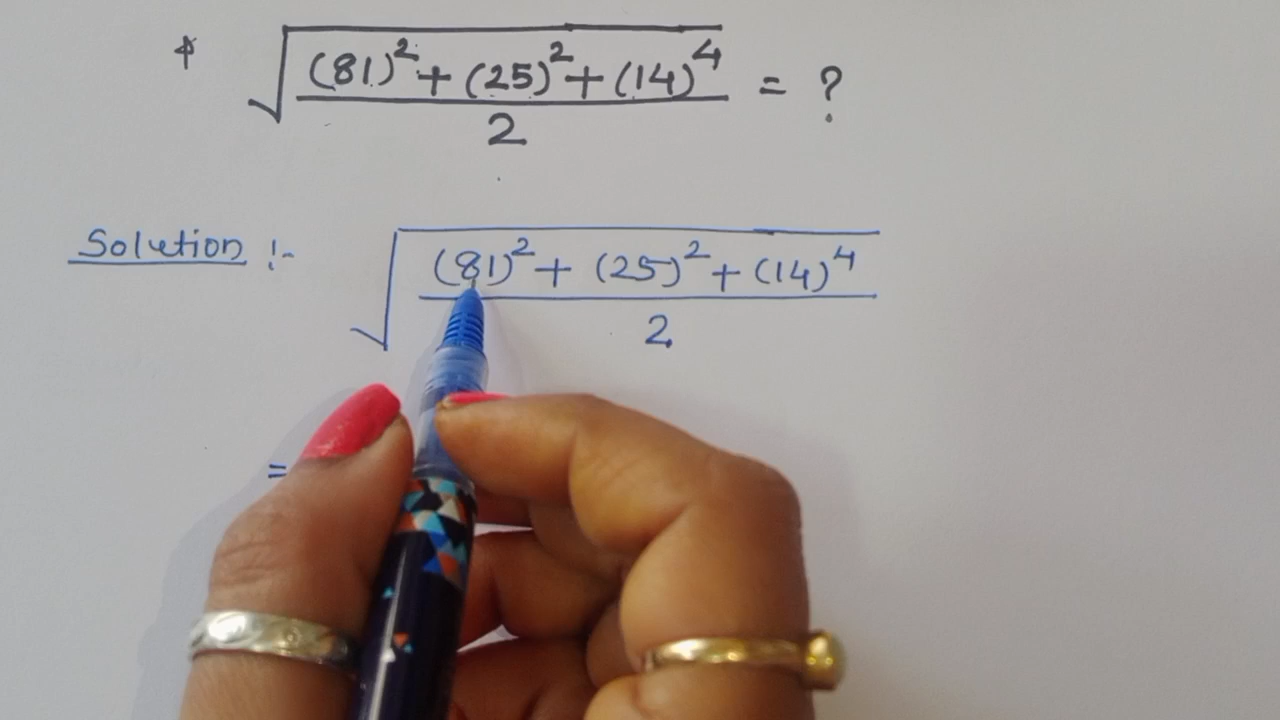 * √(((81)² + (25)² + (14)⁴) / 2) = ?
Solution :- √(((81)² + (25)² + (14)⁴) / 2)
=